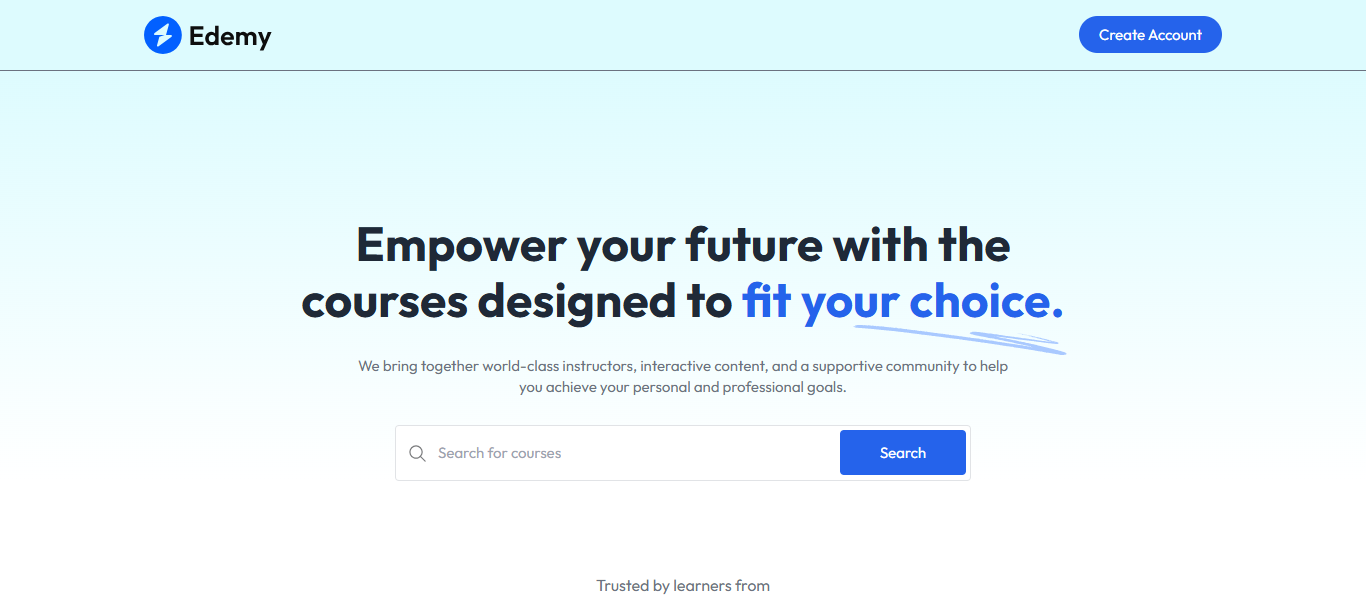 Edemy
Create Account
Empower your future with the
courses designed to fit your choice.
We bring together world-class instructors, interactive content, and a supportive community to help
you achieve your personal and professional goals.
Search for courses
Search
Trusted by learners from